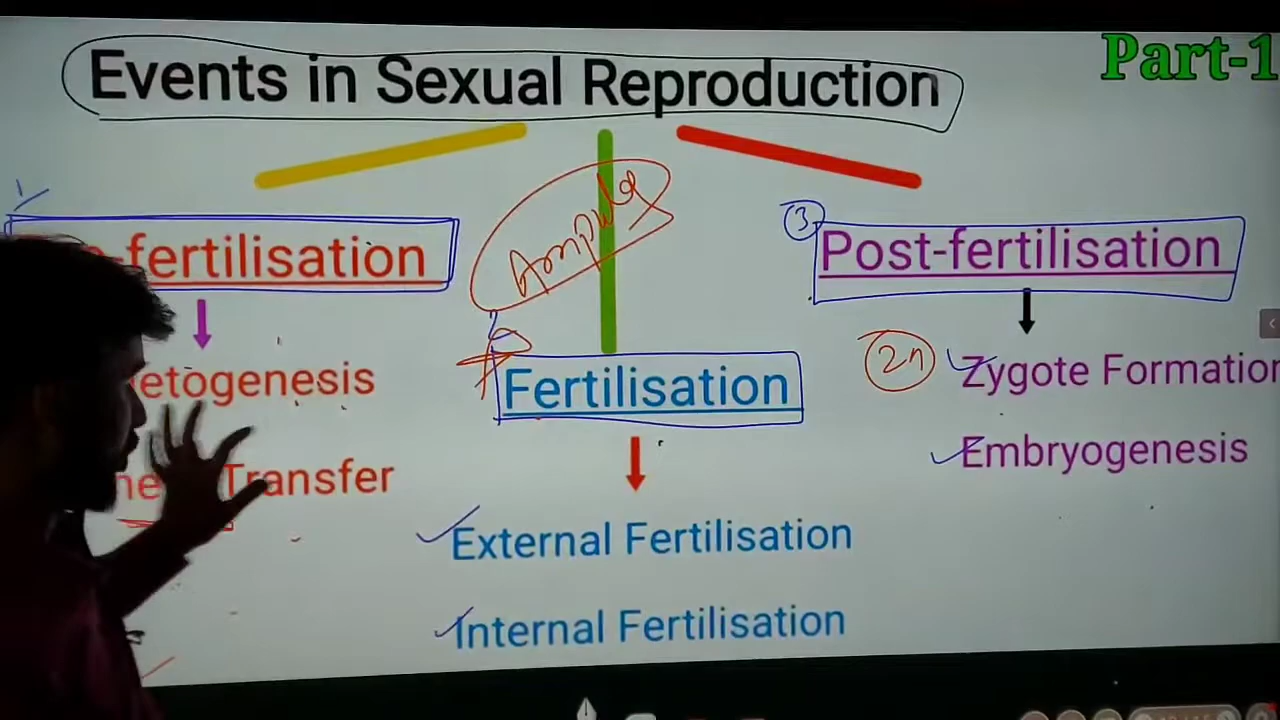 Part-1
Events in Sexual Reproduction
-fertilisation
Ampula
③ Post-fertilisation
etogenesis
Fertilisation
2n Zygote Formation
Transfer
Embryogenesis
External Fertilisation
Internal Fertilisation